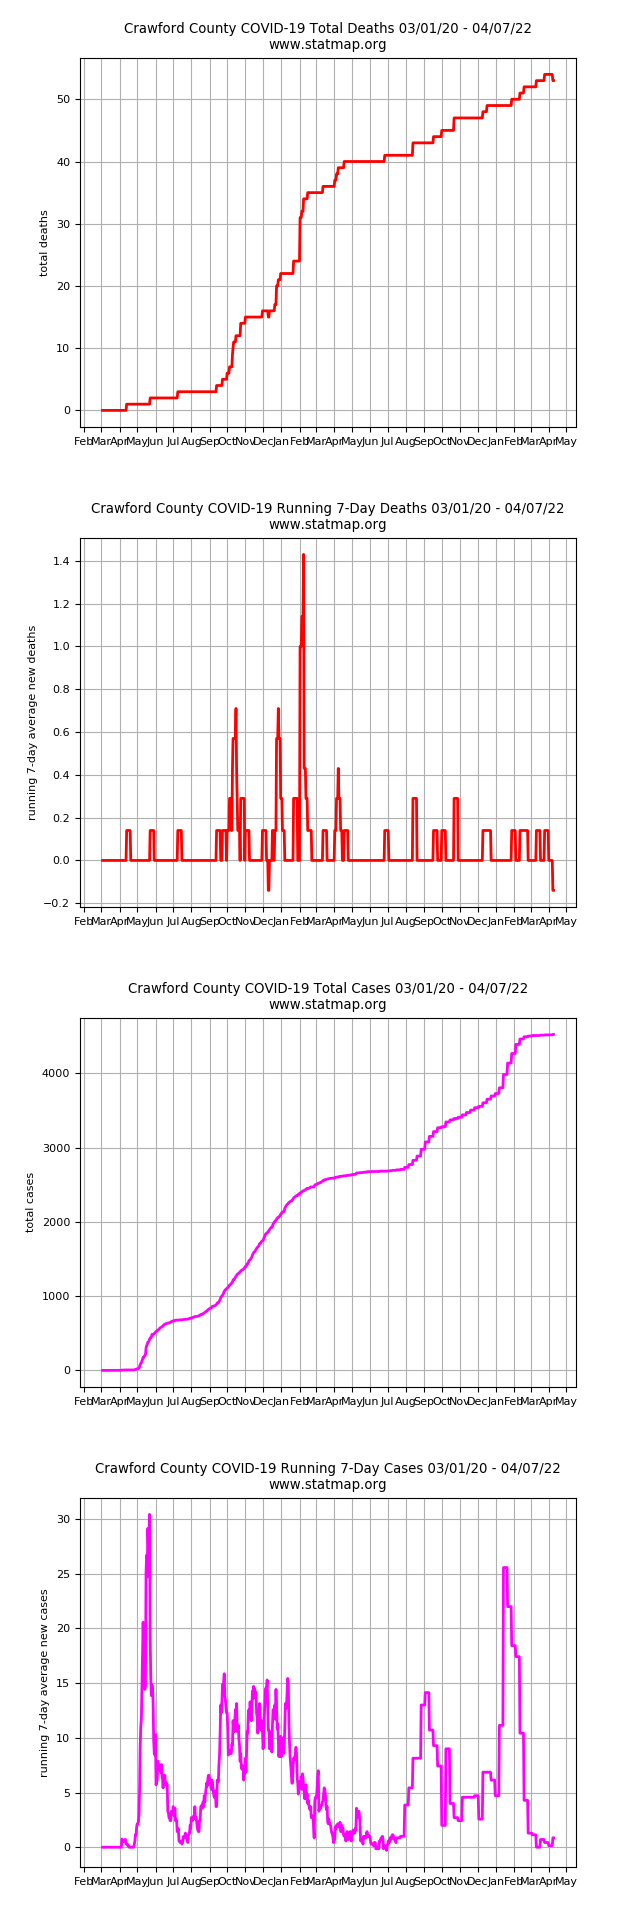 Crawford County COVID-19 Total Deaths 03/01/20 - 04/07/22
www.statmap.org
50
40
30
20
10
0
total deaths
Feb Mar Apr May Jun Jul Aug Sep Oct Nov Dec Jan Feb Mar Apr May Jun Jul Aug Sep Oct Nov Dec Jan Feb Mar Apr May
Crawford County COVID-19 Running 7-Day Deaths 03/01/20 - 04/07/22
www.statmap.org
1.4
1.2
1.0
0.8
0.6
0.4
0.2
0.0
−0.2
running 7-day average new deaths
Feb Mar Apr May Jun Jul Aug Sep Oct Nov Dec Jan Feb Mar Apr May Jun Jul Aug Sep Oct Nov Dec Jan Feb Mar Apr May
Crawford County COVID-19 Total Cases 03/01/20 - 04/07/22
www.statmap.org
4000
3000
2000
1000
0
total cases
Feb Mar Apr May Jun Jul Aug Sep Oct Nov Dec Jan Feb Mar Apr May Jun Jul Aug Sep Oct Nov Dec Jan Feb Mar Apr May
Crawford County COVID-19 Running 7-Day Cases 03/01/20 - 04/07/22
www.statmap.org
30
25
20
15
10
5
0
running 7-day average new cases
Feb Mar Apr May Jun Jul Aug Sep Oct Nov Dec Jan Feb Mar Apr May Jun Jul Aug Sep Oct Nov Dec Jan Feb Mar Apr May